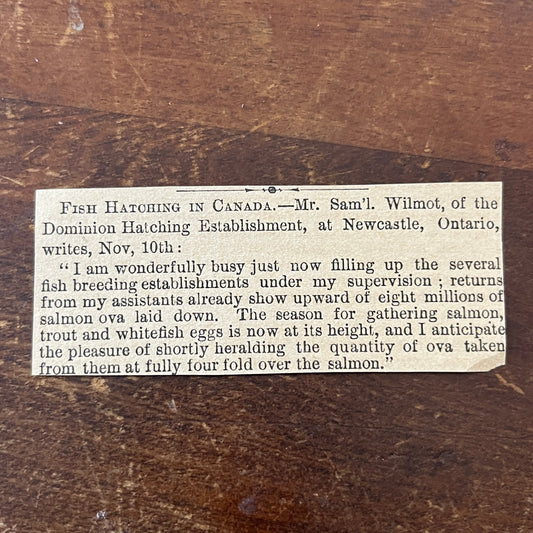 FISH HATCHING IN CANADA.—Mr. Sam'l. Wilmot, of the
Dominion Hatching Establishment, at Newcastle, Ontario,
writes, Nov, 10th:
"I am wonderfully busy just now filling up the several
fish breeding establishments under my supervision ; returns
from my assistants already show upward of eight millions of
salmon ova laid down. The season for gathering salmon,
trout and whitefish eggs is now at its height, and I anticipate
the pleasure of shortly heralding the quantity of ova taken
from them at fully four fold over the salmon."